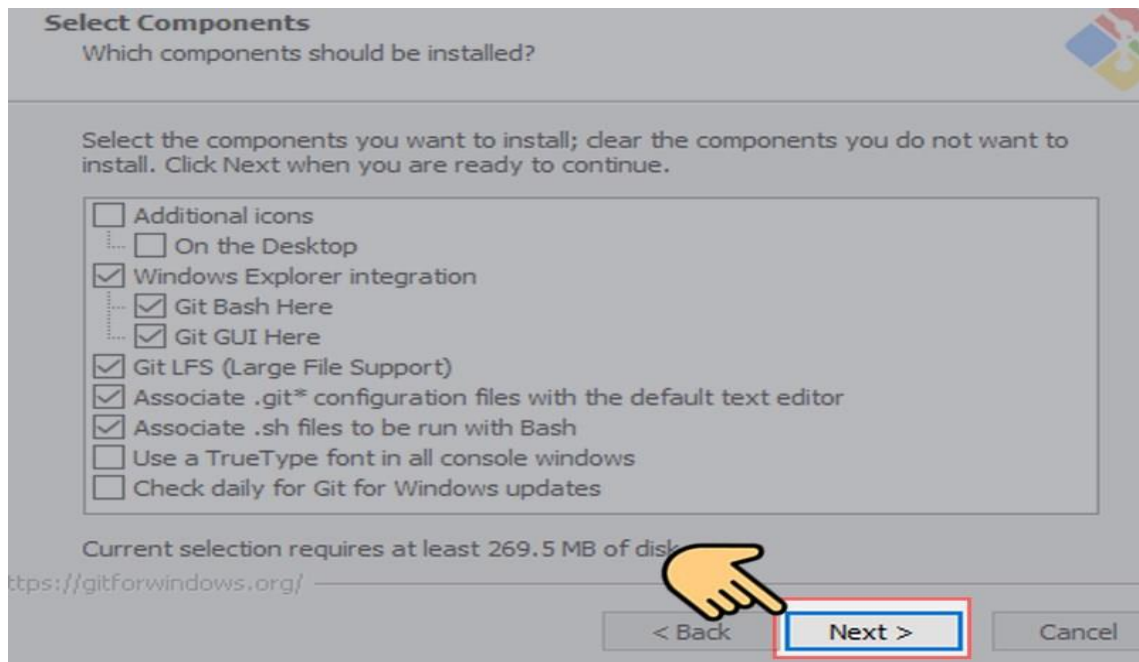 Select Components
Which components should be installed?
Select the components you want to install; clear the components you do not want to
install. Click Next when you are ready to continue.
Additional icons
On the Desktop
Windows Explorer integration
Git Bash Here
Git GUI Here
Git LFS (Large File Support)
Associate .git* configuration files with the default text editor
Associate .sh files to be run with Bash
Use a TrueType font in all console windows
Check daily for Git for Windows updates
Current selection requires at least 269.5 MB of disk
ttps://gitforwindows.org/
< Back Next > Cancel